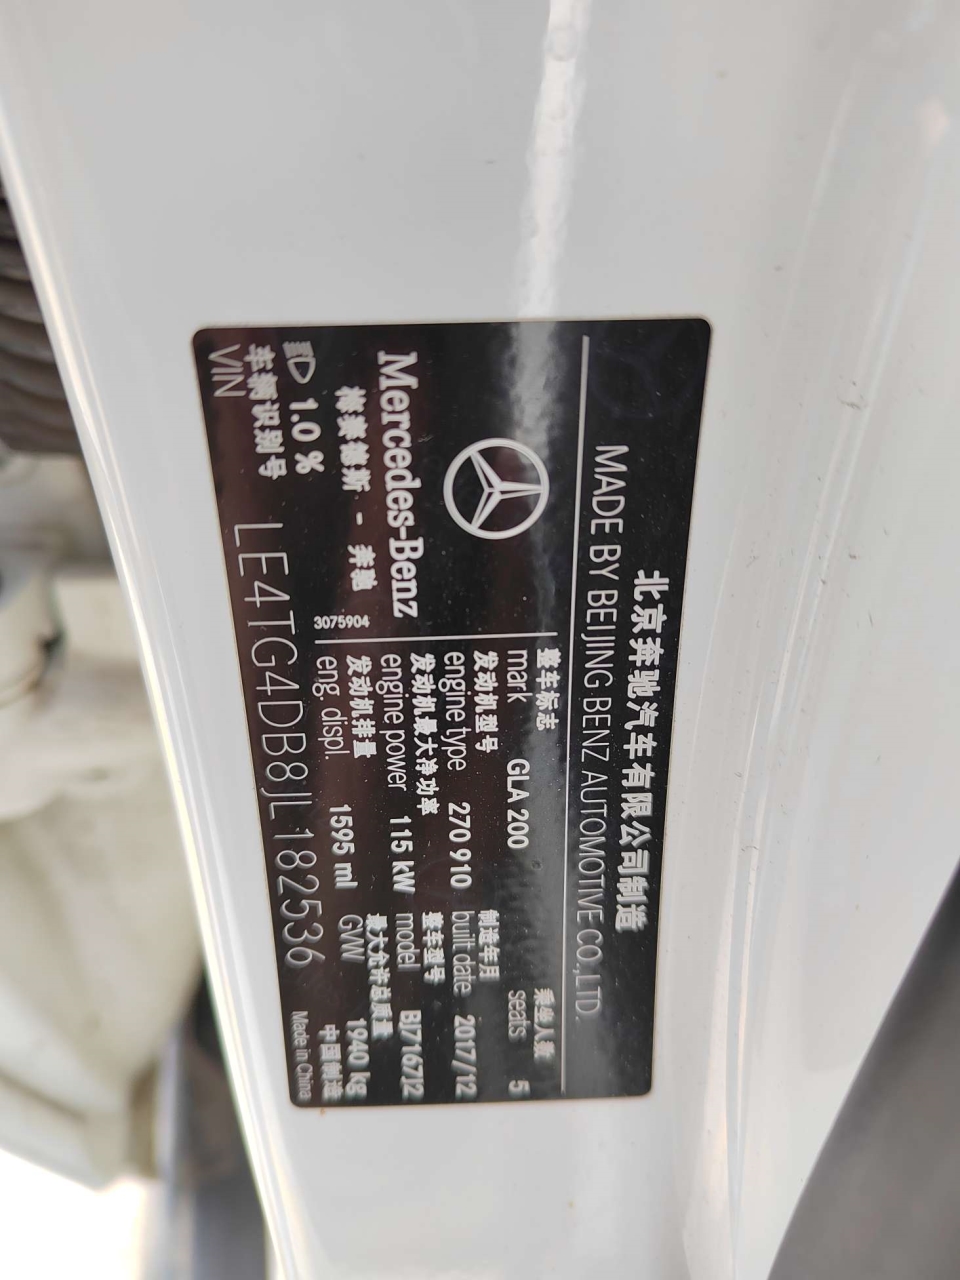 北京奔驰汽车有限公司制造
MADE BY BEIJING BENZ AUTOMOTIVE CO.,LTD.
Mercedes-Benz
梅赛德斯 - 奔驰
3075904
1.0 %
整车标志
mark GLA 200
乘坐人数
seats 5
发动机型号
engine type 270 910
制造年月
built date 2017/12
发动机最大净功率
engine power 115 kW
整车型号
model BJ7167J2
发动机排量
eng. displ. 1595 ml
最大允许总质量
GVW 1940 kg
车辆识别号
VIN LE4TG4DB8JL182536
中国制造
Made in China